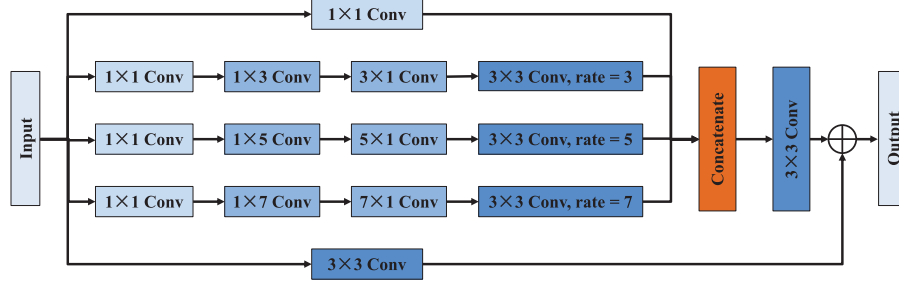 1×1 Conv
Input
1×1 Conv
1×3 Conv
3×1 Conv
3×3 Conv, rate = 3
1×1 Conv
1×5 Conv
5×1 Conv
3×3 Conv, rate = 5
1×1 Conv
1×7 Conv
7×1 Conv
3×3 Conv, rate = 7
3×3 Conv
Concatenate
3×3 Conv
Output